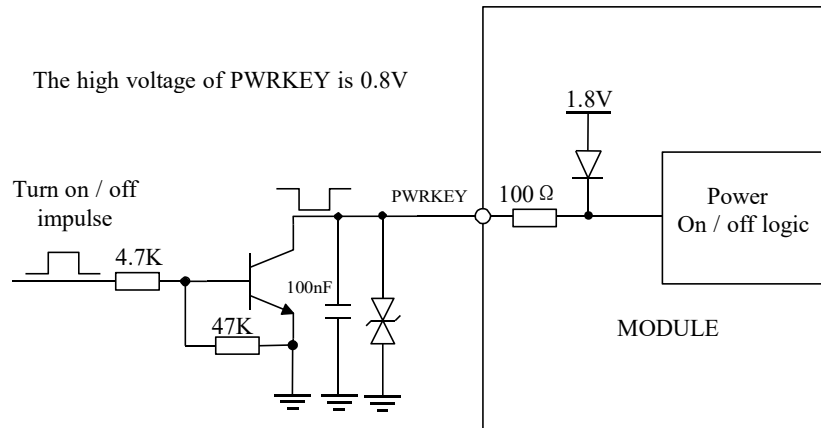 The high voltage of PWRKEY is 0.8V
1.8V
Turn on / off
impulse
PWRKEY
100 Ω
Power
On / off logic
4.7K
100nF
47K
MODULE